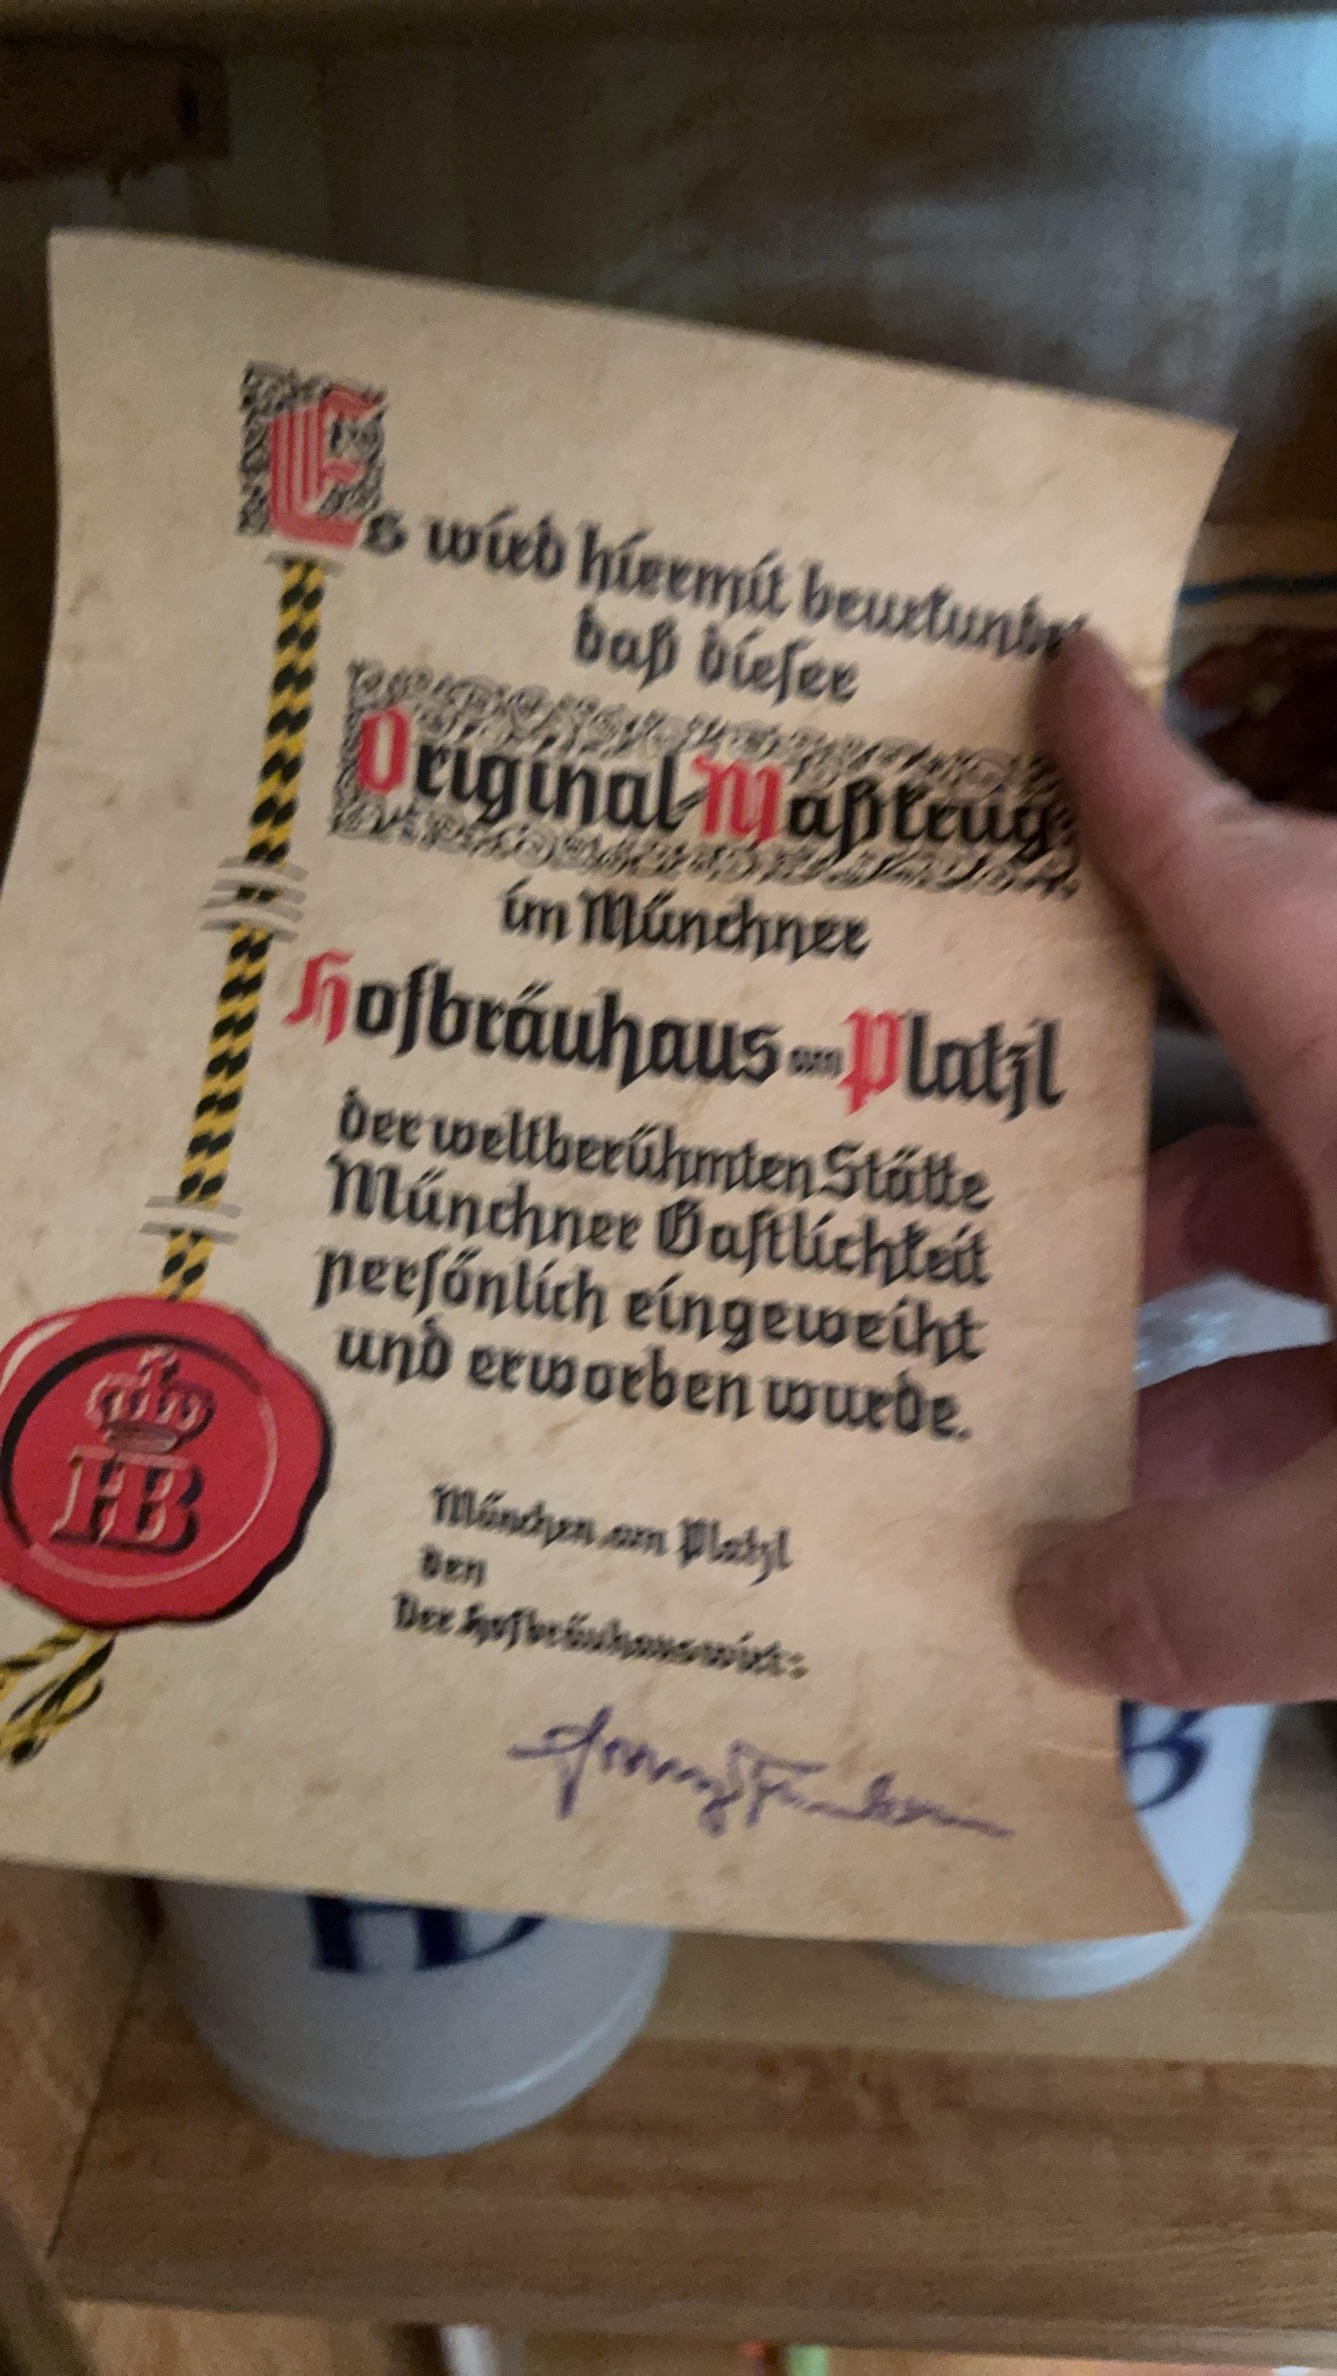 Es wird hiermit beurkundet
daß dieser
Original-Maßkrug
im Münchner
Hofbräuhaus am Platzl
der weltberühmten Stätte
Münchner Gastlichkeit
persönlich eingeweiht
und erworben wurde.
HB
München am Platzl
den
Der Hofbräuhauswirt:
HB
B